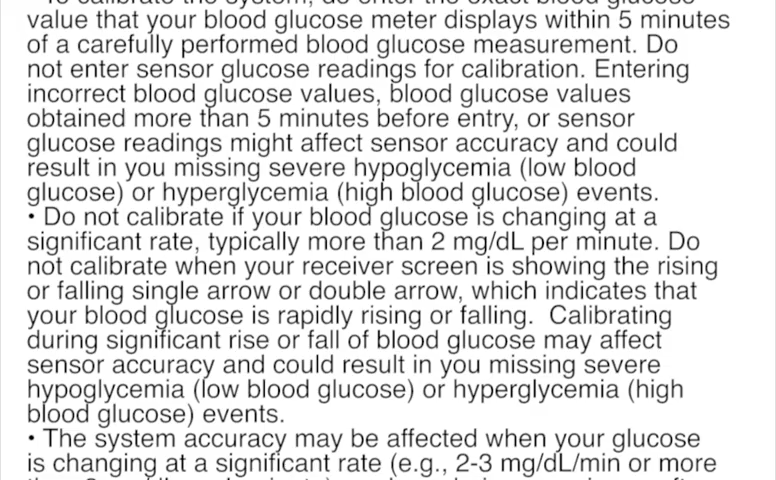 value that your blood glucose meter displays within 5 minutes
of a carefully performed blood glucose measurement. Do
not enter sensor glucose readings for calibration. Entering
incorrect blood glucose values, blood glucose values
obtained more than 5 minutes before entry, or sensor
glucose readings might affect sensor accuracy and could
result in you missing severe hypoglycemia (low blood
glucose) or hyperglycemia (high blood glucose) events.
• Do not calibrate if your blood glucose is changing at a
significant rate, typically more than 2 mg/dL per minute. Do
not calibrate when your receiver screen is showing the rising
or falling single arrow or double arrow, which indicates that
your blood glucose is rapidly rising or falling.  Calibrating
during significant rise or fall of blood glucose may affect
sensor accuracy and could result in you missing severe
hypoglycemia (low blood glucose) or hyperglycemia (high
blood glucose) events.
• The system accuracy may be affected when your glucose
is changing at a significant rate (e.g., 2-3 mg/dL/min or more